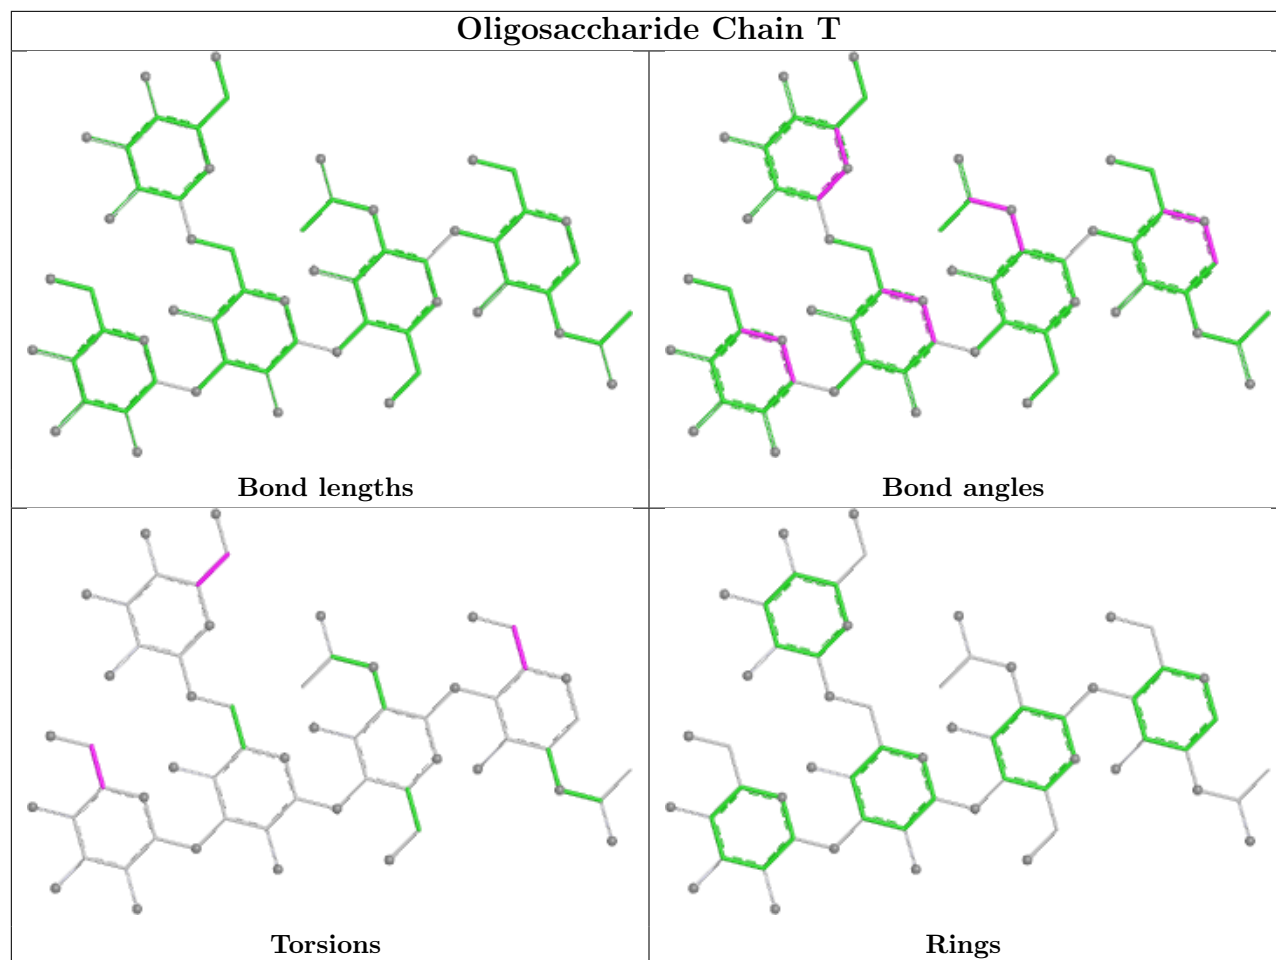 Oligosaccharide Chain T
Bond lengths
Bond angles
Torsions
Rings